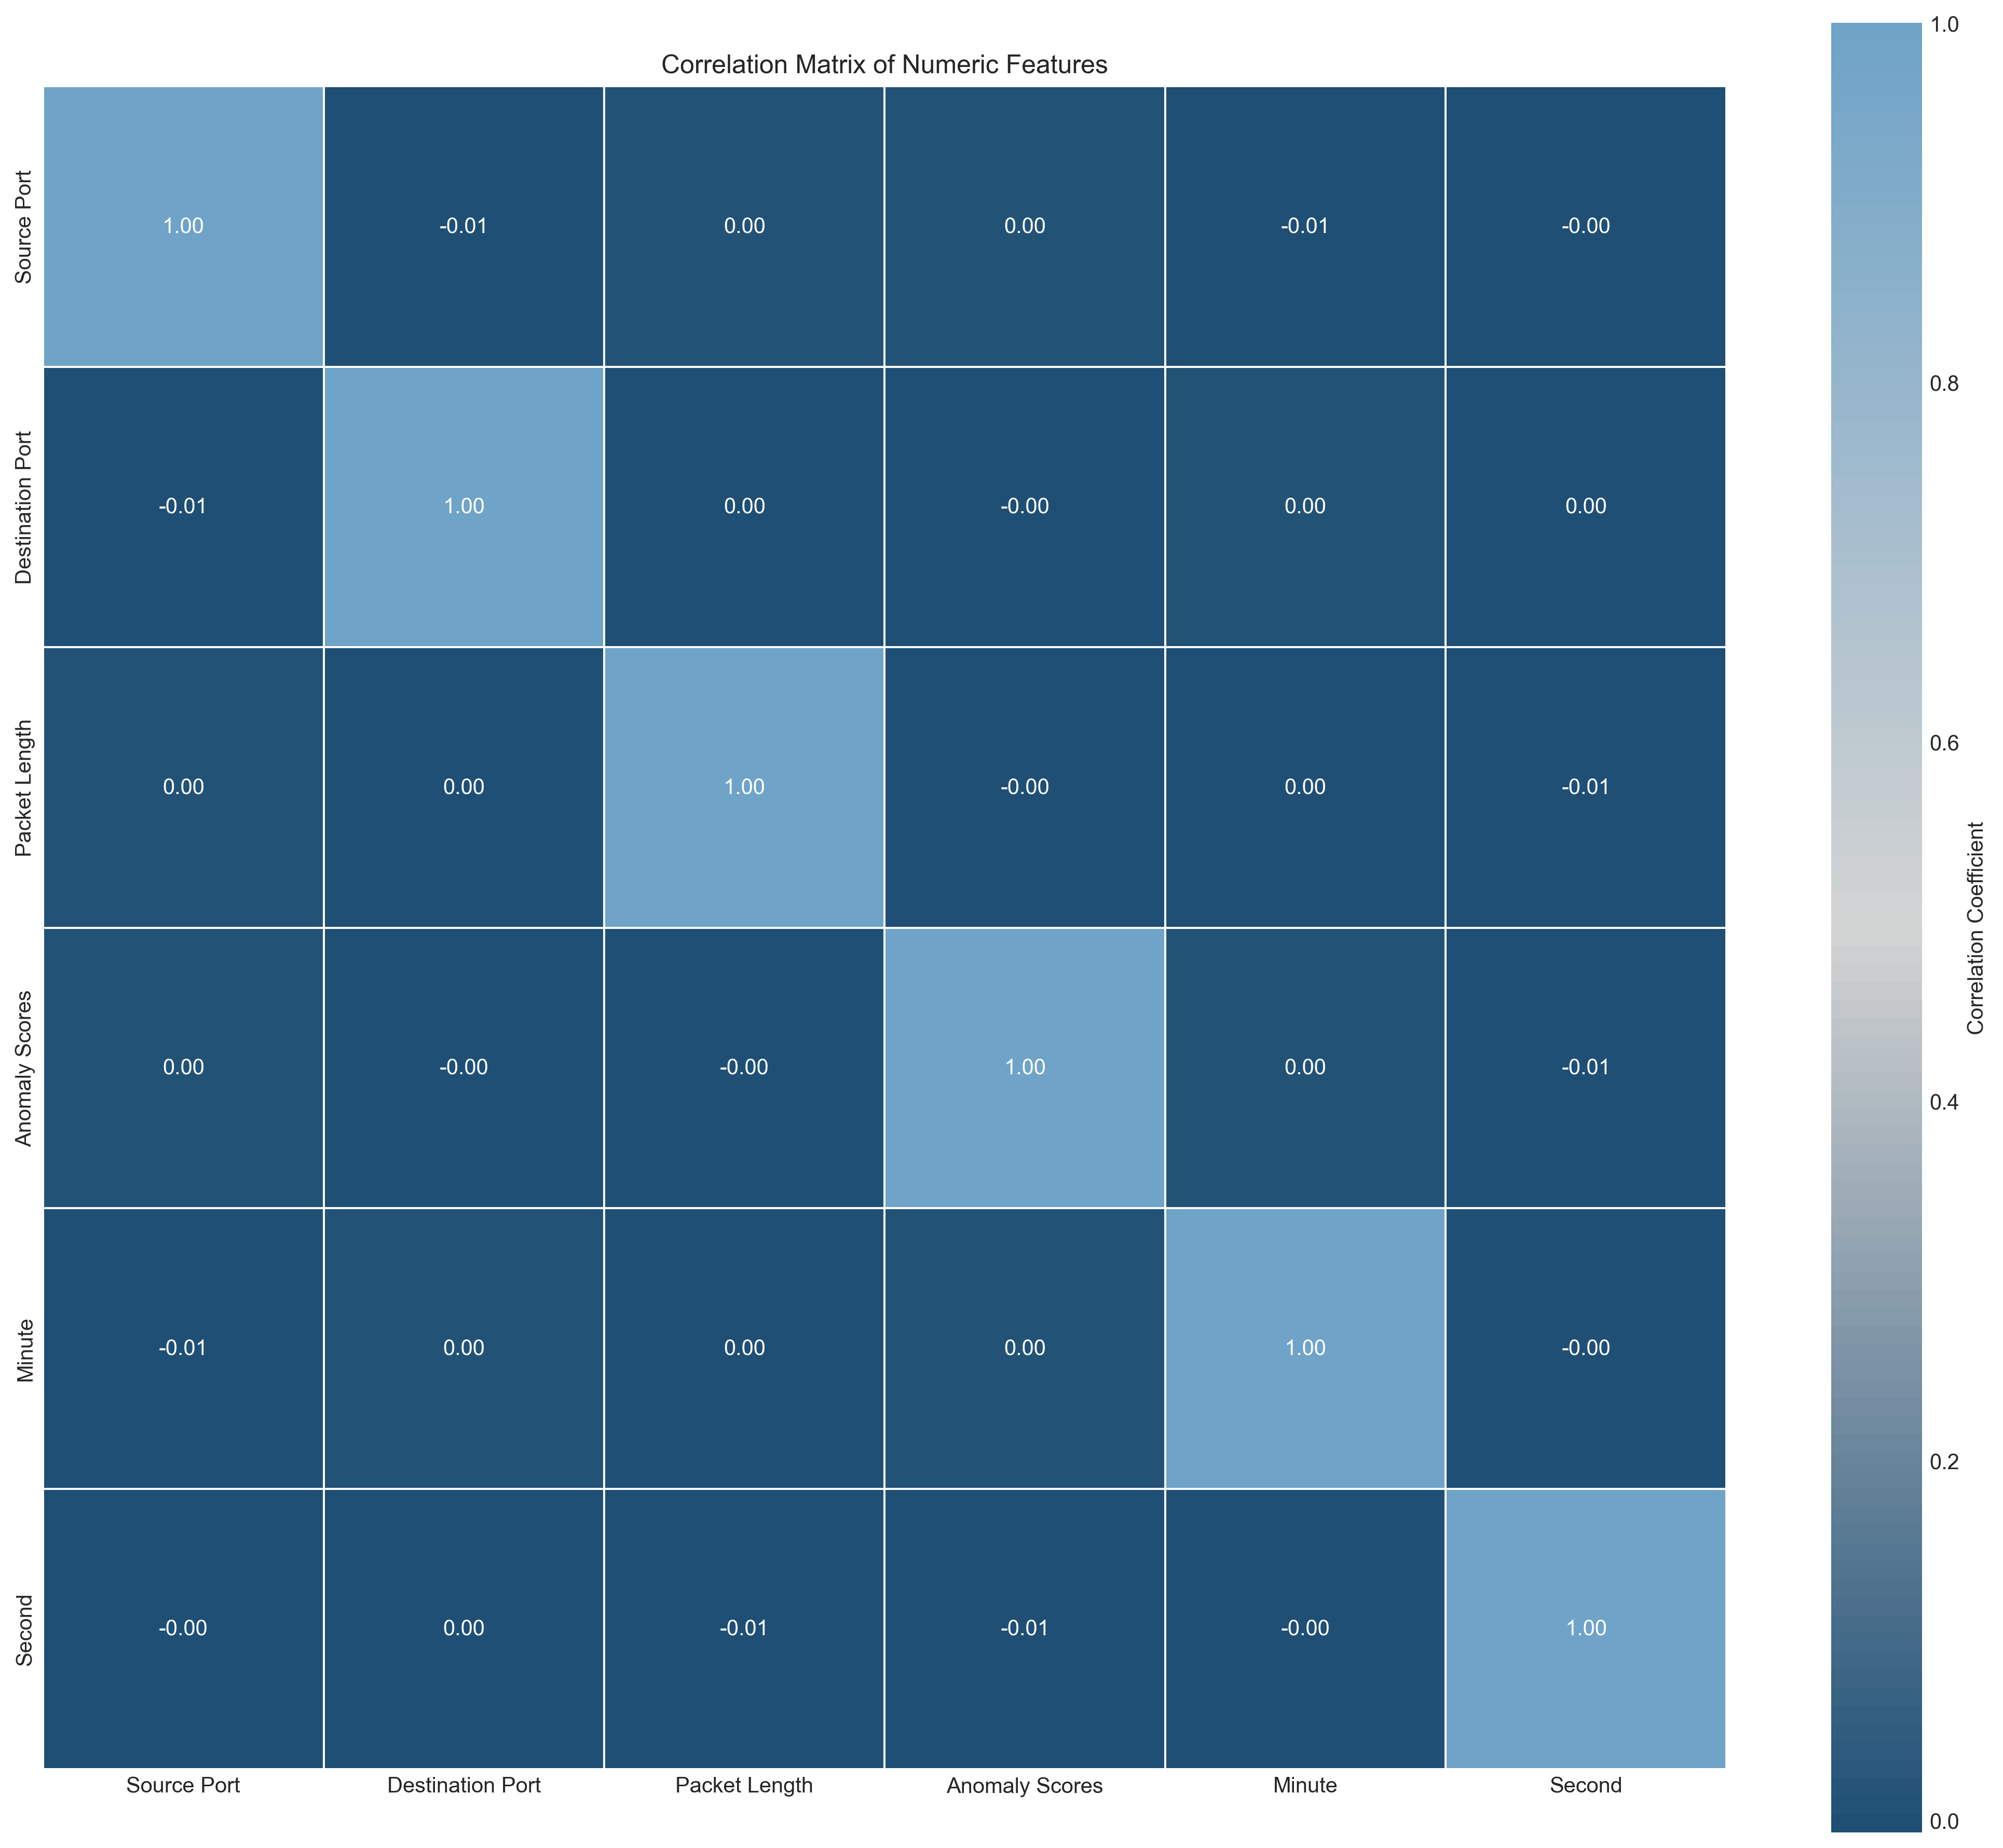 Correlation Matrix of Numeric Features
Source Port
1.00 -0.01 0.00 0.00 -0.01 -0.00
Destination Port
-0.01 1.00 0.00 -0.00 0.00 0.00
Packet Length
0.00 0.00 1.00 -0.00 0.00 -0.01
Anomaly Scores
0.00 -0.00 -0.00 1.00 0.00 -0.01
Minute
-0.01 0.00 0.00 0.00 1.00 -0.00
Second
-0.00 0.00 -0.01 -0.01 -0.00 1.00
Source Port Destination Port Packet Length Anomaly Scores Minute Second
1.0
0.8
0.6
0.4
0.2
0.0
Correlation Coefficient